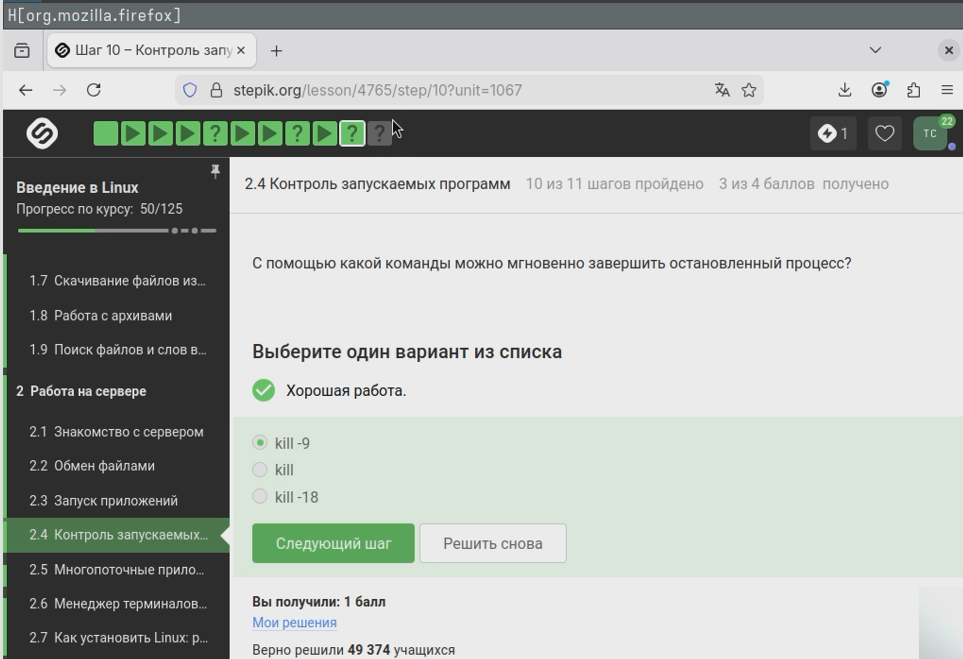 H[org.mozilla.firefox]
Шаг 10 – Контроль запу
stepik.org/lesson/4765/step/10?unit=1067
? ? ? ?
1
TC
22
Введение в Linux
Прогресс по курсу: 50/125
1.7 Скачивание файлов из...
1.8 Работа с архивами
1.9 Поиск файлов и слов в...
2 Работа на сервере
2.1 Знакомство с сервером
2.2 Обмен файлами
2.3 Запуск приложений
2.4 Контроль запускаемых...
2.5 Многопоточные прило...
2.6 Менеджер терминалов...
2.7 Как установить Linux: р...
2.4 Контроль запускаемых программ 10 из 11 шагов пройдено 3 из 4 баллов получено
С помощью какой команды можно мгновенно завершить остановленный процесс?
Выберите один вариант из списка
Хорошая работа.
kill -9
kill
kill -18
Следующий шаг Решить снова
Вы получили: 1 балл
Мои решения
Верно решили 49 374 учащихся